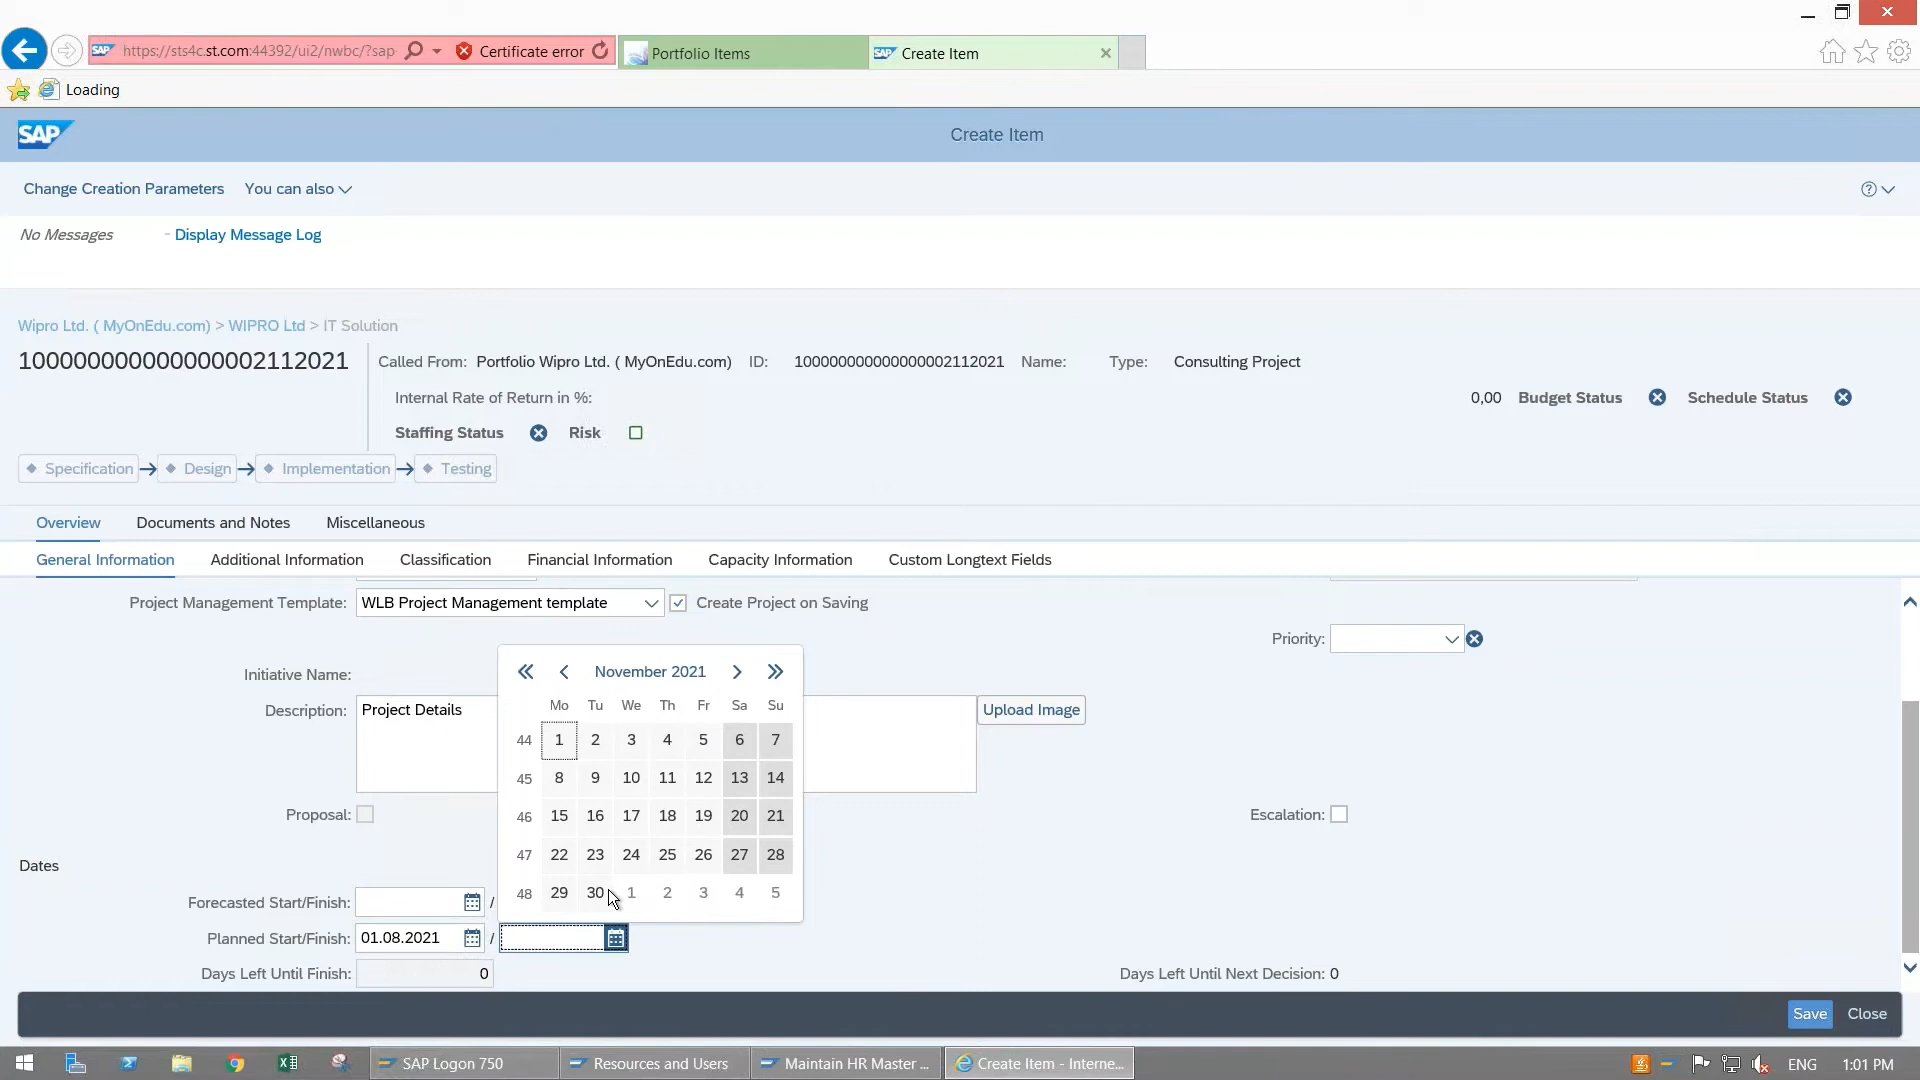 SAP https://sts4c.st.com:44392/ui2/nwbc/?sap- Certificate error Portfolio Items SAP Create Item
Loading
SAP Create Item
Change Creation Parameters You can also
No Messages - Display Message Log
Wipro Ltd. ( MyOnEdu.com) > WIPRO Ltd > IT Solution
10000000000000000002112021 Called From: Portfolio Wipro Ltd. ( MyOnEdu.com) ID: 10000000000000000002112021 Name: Type: Consulting Project
Internal Rate of Return in %: 0,00 Budget Status Schedule Status
Staffing Status Risk
Specification Design Implementation Testing
Overview Documents and Notes Miscellaneous
General Information Additional Information Classification Financial Information Capacity Information Custom Longtext Fields
Project Management Template: WLB Project Management template Create Project on Saving
Priority:
Initiative Name:
Description: Project Details Upload Image
November 2021
Mo Tu We Th Fr Sa Su
44 1 2 3 4 5 6 7
45 8 9 10 11 12 13 14
46 15 16 17 18 19 20 21
47 22 23 24 25 26 27 28
48 29 30 1 2 3 4 5
Proposal: Escalation:
Dates
Forecasted Start/Finish: /
Planned Start/Finish: 01.08.2021 /
Days Left Until Finish: 0 Days Left Until Next Decision: 0
Save Close
SAP Logon 750 Resources and Users Maintain HR Master ... Create Item - Interne... ENG 1:01 PM